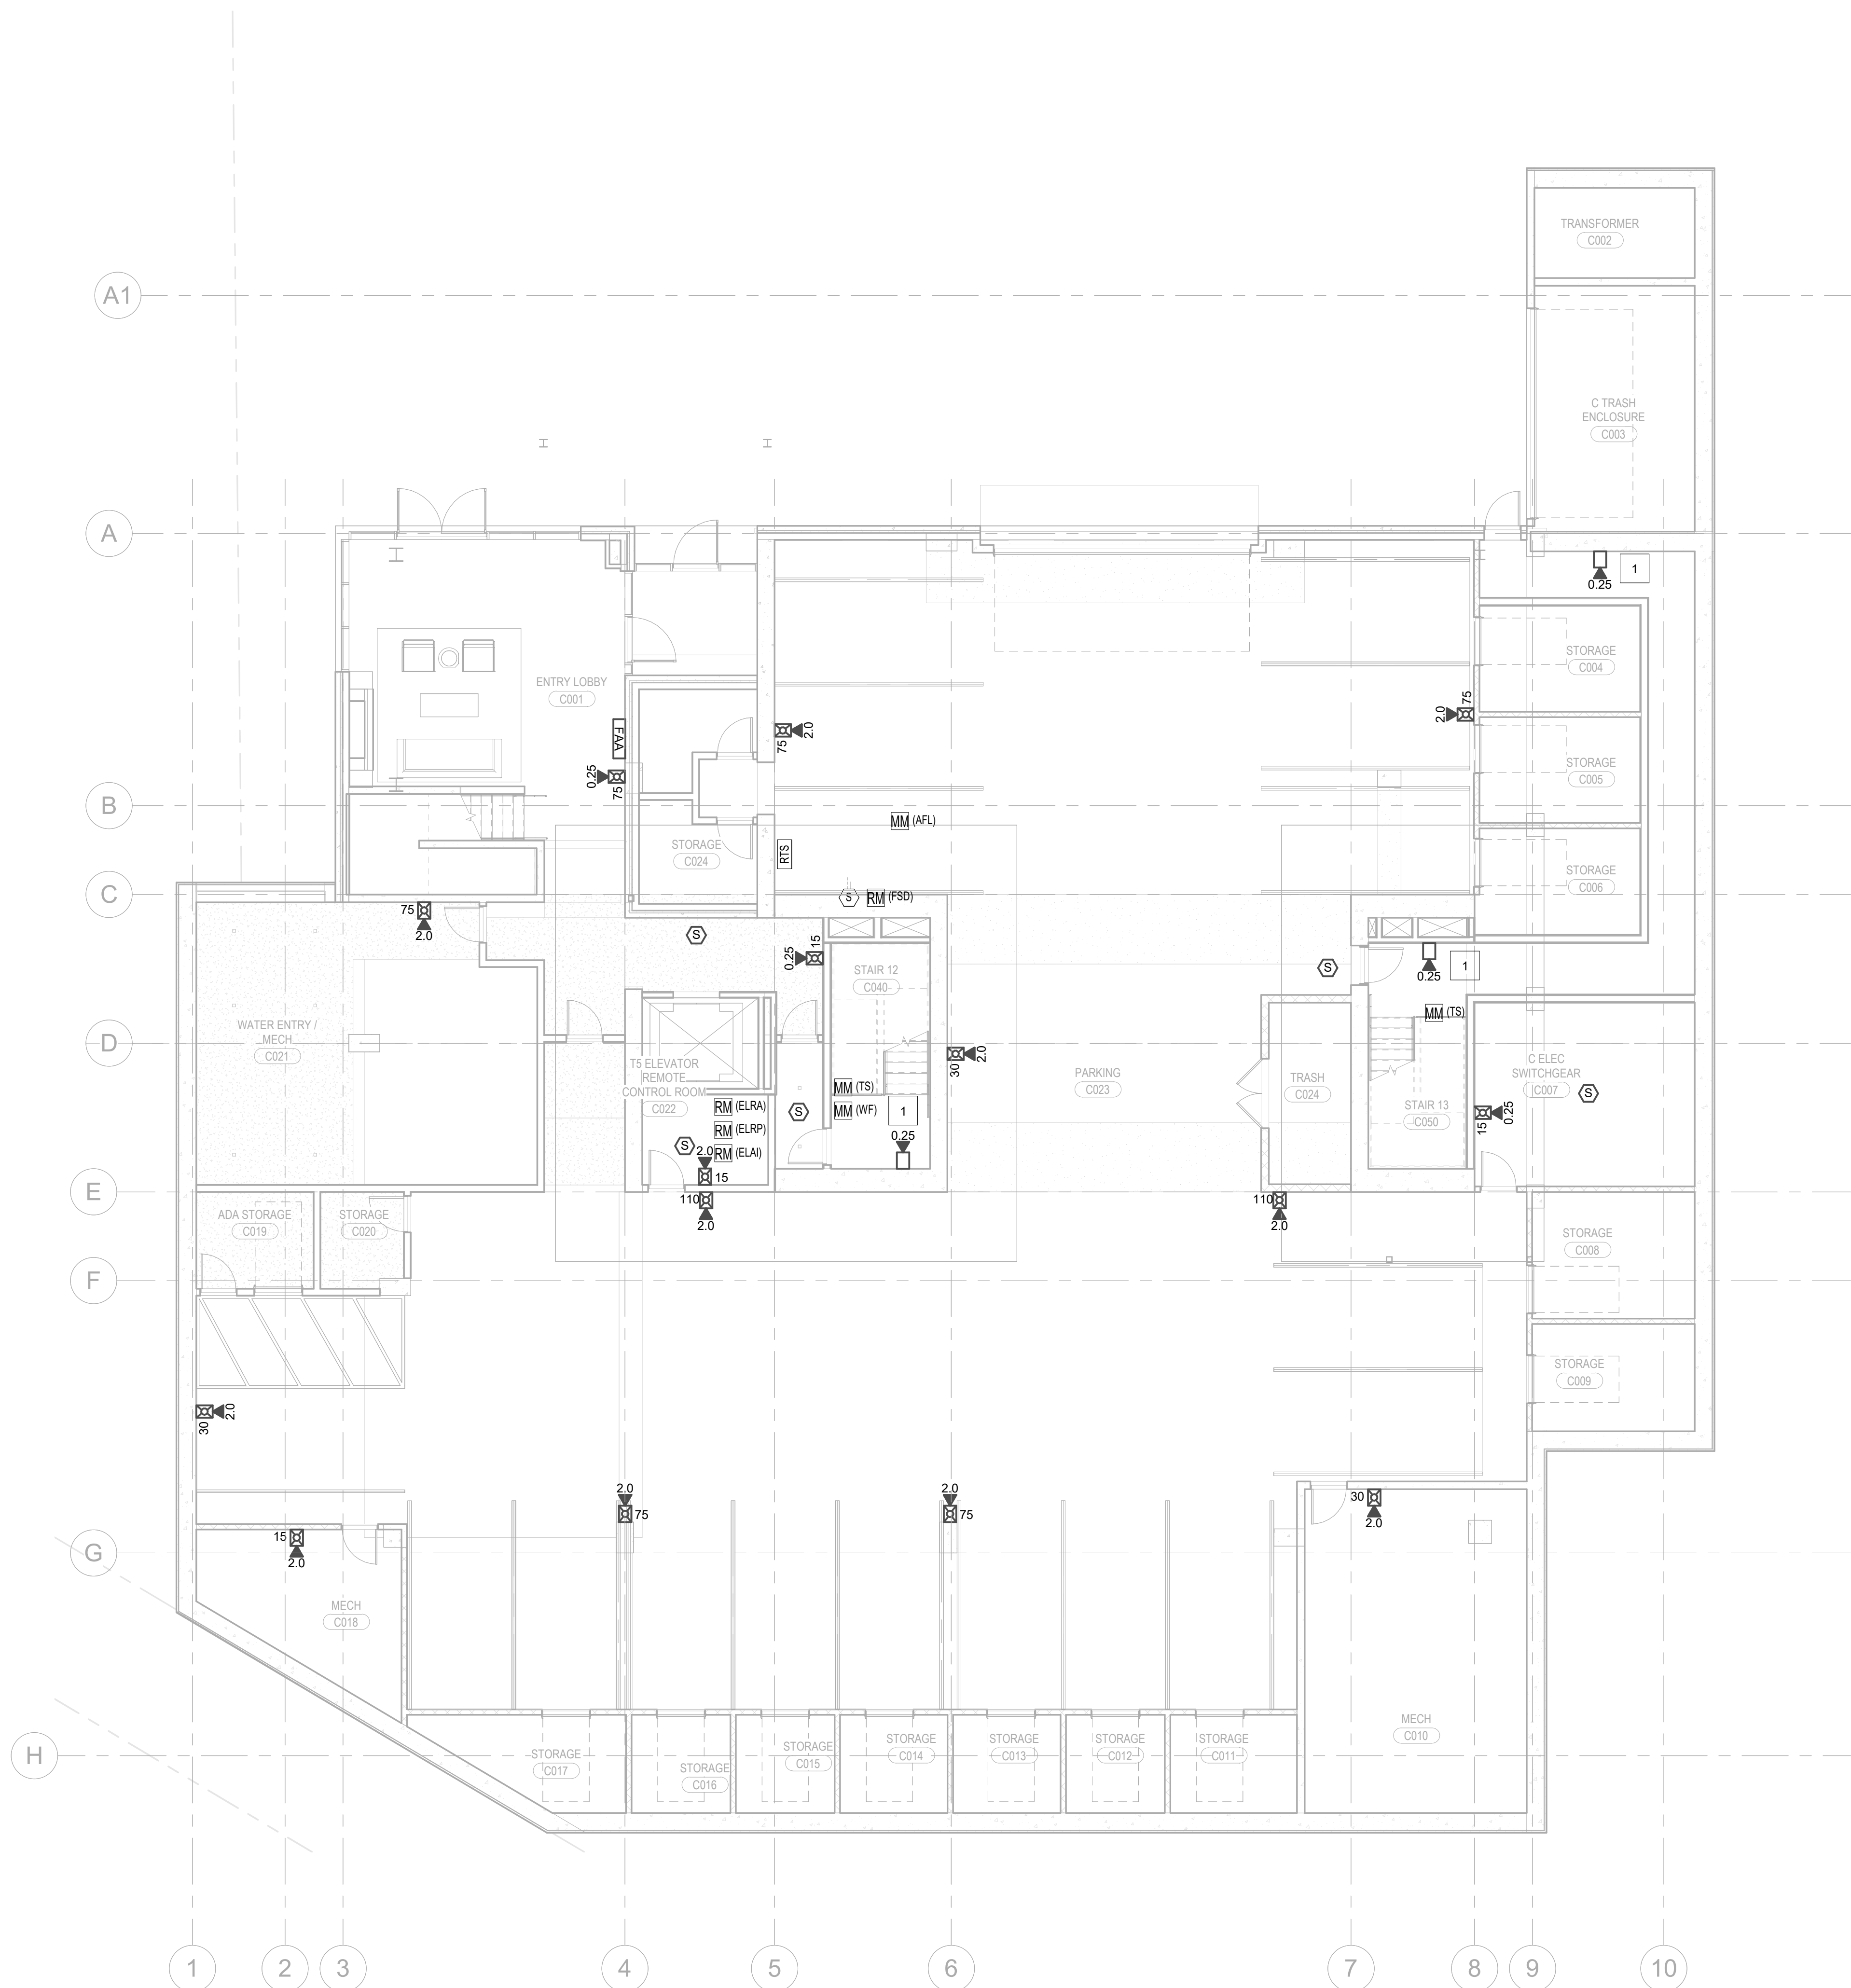 TRANSFORMER
C002
A1
C TRASH
ENCLOSURE
C003
A
1
0.25
STORAGE
C004
ENTRY LOBBY
C001
75
2.0
FAA
2.0
75
STORAGE
C005
0.25
75
B
MM (AFL)
STORAGE
C024
RTS
STORAGE
C006
C
S
RM (FSD)
75
2.0
S
15
0.25
STAIR 12
C040
S
0.25
1
MM (TS)
WATER ENTRY /
MECH
C021
D
T5 ELEVATOR
REMOTE
CONTROL ROOM
C022
30
2.0
PARKING
C023
TRASH
C024
C ELEC
SWITCHGEAR
C007
S
MM (TS)
MM (WF)
1
0.25
RM (ELRA)
RM (ELRP)
RM (ELAI)
S
S
STAIR 13
C050
15
0.25
2.0
15
E
110
2.0
110
2.0
ADA STORAGE
C019
STORAGE
C020
STORAGE
C008
F
STORAGE
C009
30
2.0
2.0
75
2.0
75
30
2.0
15
2.0
G
MECH
C018
H
STORAGE
C017
STORAGE
C016
STORAGE
C015
STORAGE
C014
STORAGE
C013
STORAGE
C012
STORAGE
C011
MECH
C010
1
2
3
4
5
6
7
8
9
10